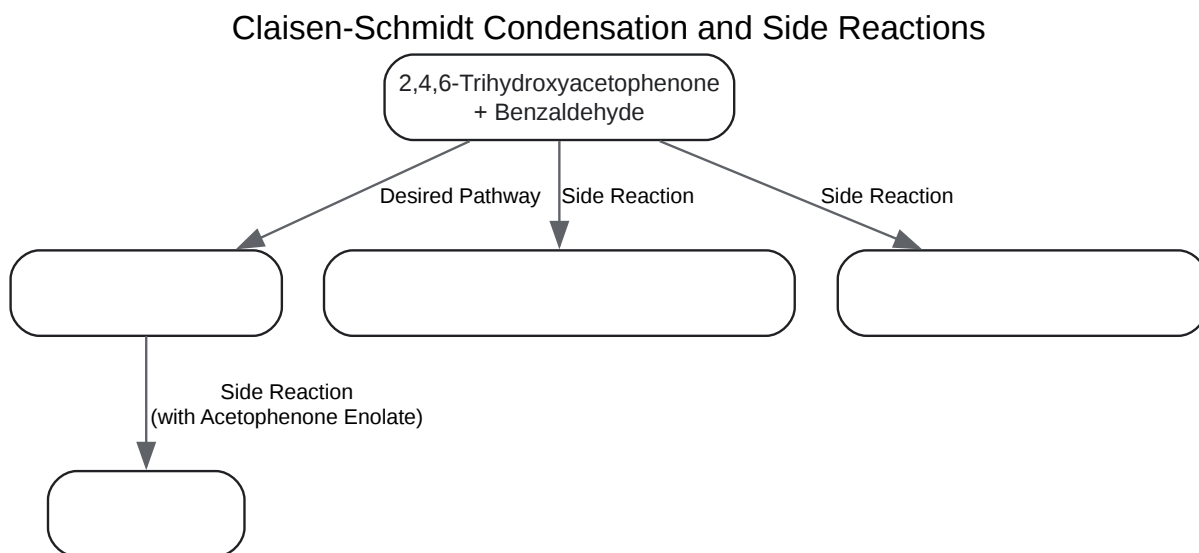 Claisen-Schmidt Condensation and Side Reactions
2,4,6-Trihydroxyacetophenone
+ Benzaldehyde
Desired Pathway
Side Reaction
Side Reaction
Side Reaction
(with Acetophenone Enolate)